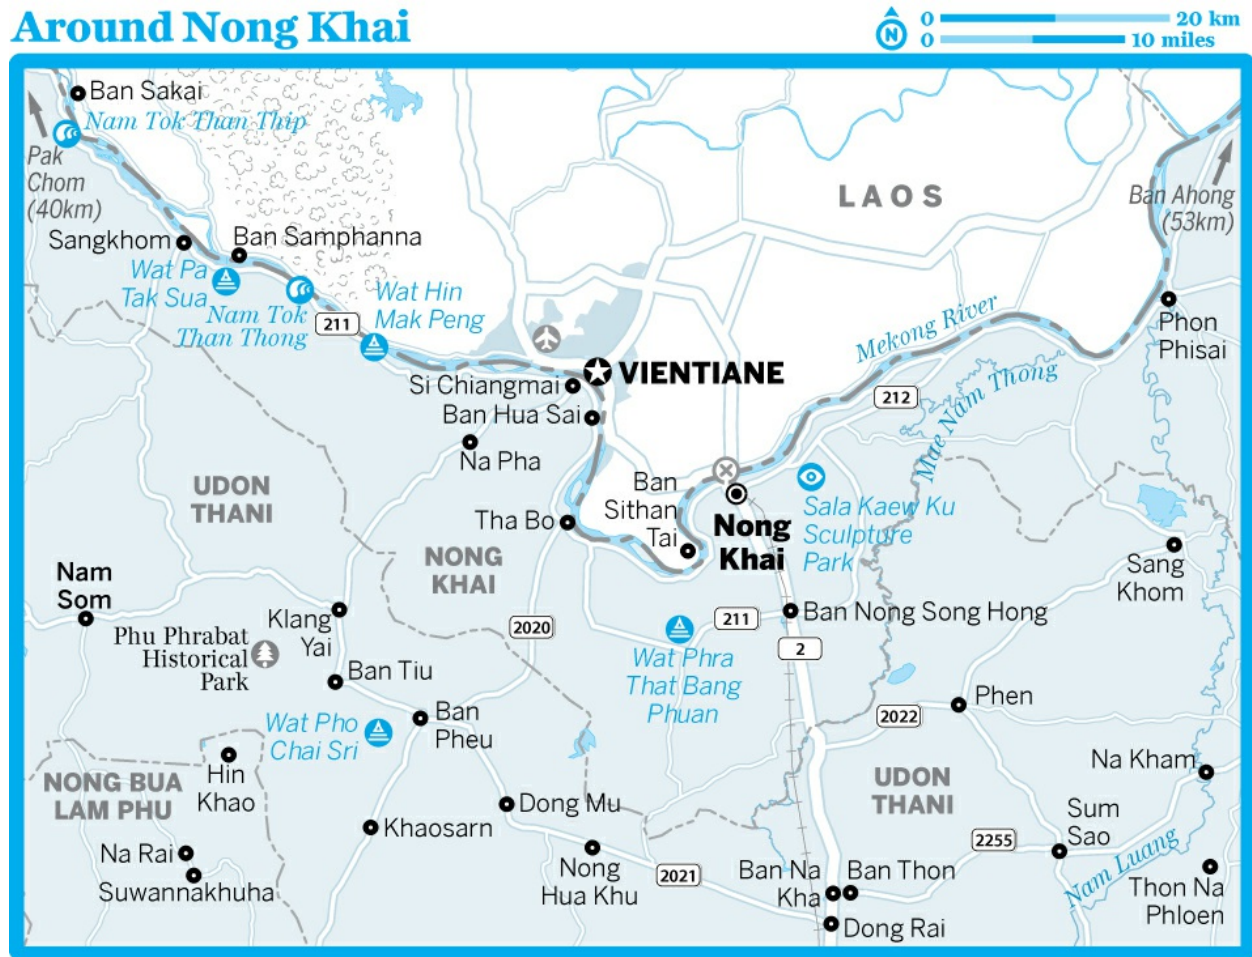 Around Nong Khai
N
0 20 km
0 10 miles
Ban Sakai
Nam Tok Than Thip
Pak
Chom
(40km)
LAOS
Ban Ahong
(53km)
Sangkhom
Ban Samphanna
Wat Pa
Tak Sua
Nam Tok
Than Thong
211
Wat Hin
Mak Peng
Mekong River
Phon
Phisai
VIENTIANE
Si Chiangmai
Ban Hua Sai
212
Mae Nam Thong
Na Pha
UDON
THANI
Ban
Sithan
Tai
Tha Bo
Nong
Khai
Sala Kaew Ku
Sculpture
Park
NONG
KHAI
Sang
Khom
Nam
Som
Klang
Yai
2020
211
Ban Nong Song Hong
2
Phu Phrabat
Historical
Park
Ban Tiu
Wat Phra
That Bang
Phuan
Phen
2022
Ban
Pheu
Wat Pho
Chai Sri
Na Kham
NONG BUA
LAM PHU
Hin
Khao
UDON
THANI
Dong Mu
Sum
Sao
Khaosarn
2255
Na Rai
Suwannakhuha
Nong
Hua Khu
2021
Ban Na
Kha
Ban Thon
Nam Luang
Thon Na
Phloen
Dong Rai